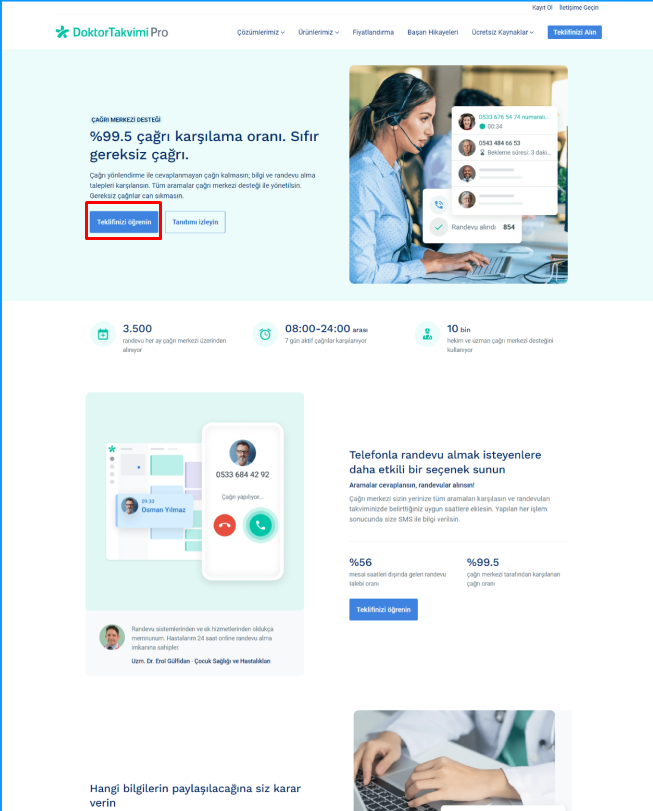 Kayıt Ol İletişime Geçin
DoktorTakvimi Pro
Çözümlerimiz Ürünlerimiz Fiyatlandırma Başarı Hikayeleri Ücretsiz Kaynaklar Teklifinizi Alın
ÇAĞRI MERKEZİ DESTEĞİ
%99.5 çağrı karşılama oranı. Sıfır
gereksiz çağrı.
Çağrı yönlendirme ile cevaplanmayan çağrı kalmasın; bilgi ve randevu alma
talepleri karşılansın. Tüm aramalar çağrı merkezi desteği ile yönetilsin.
Gereksiz çağrılar can sıkmasın.
Teklifinizi öğrenin Tanıtımı izleyin
0533 676 54 74 numaralı..
00:34
0543 484 66 53
Bekleme süresi: 3 daki..
Randevu alındı 854
3.500
randevu her ay çağrı merkezi üzerinden
alınıyor
08:00-24:00 arası
7 gün aktif çağrılar karşılanıyor
10 bin
hekim ve uzman çağrı merkezi desteğini
kullanıyor
0533 684 42 92
Çağrı yapılıyor...
09:30
Osman Yılmaz
Randevu sistemlerinden ve ek hizmetlerinden oldukça
memnunum. Hastalarım 24 saat online randevu alma
imkanına sahipler.
Uzm. Dr. Erol Gülfidan - Çocuk Sağlığı ve Hastalıkları
Telefonla randevu almak isteyenlere
daha etkili bir seçenek sunun
Aramalar cevaplansın, randevular alınsın!
Çağrı merkezi sizin yerinize tüm aramaları karşılasın ve randevuları
takviminizde belirttiğiniz uygun saatlere eklesin. Yapılan her işlem
sonucunda size SMS ile bilgi verilsin.
%56
mesai saatleri dışında gelen randevu
talebi oranı
%99.5
çağrı merkezi tarafından karşılanan
çağrı oranı
Teklifinizi öğrenin
Hangi bilgilerin paylaşılacağına siz karar
verin